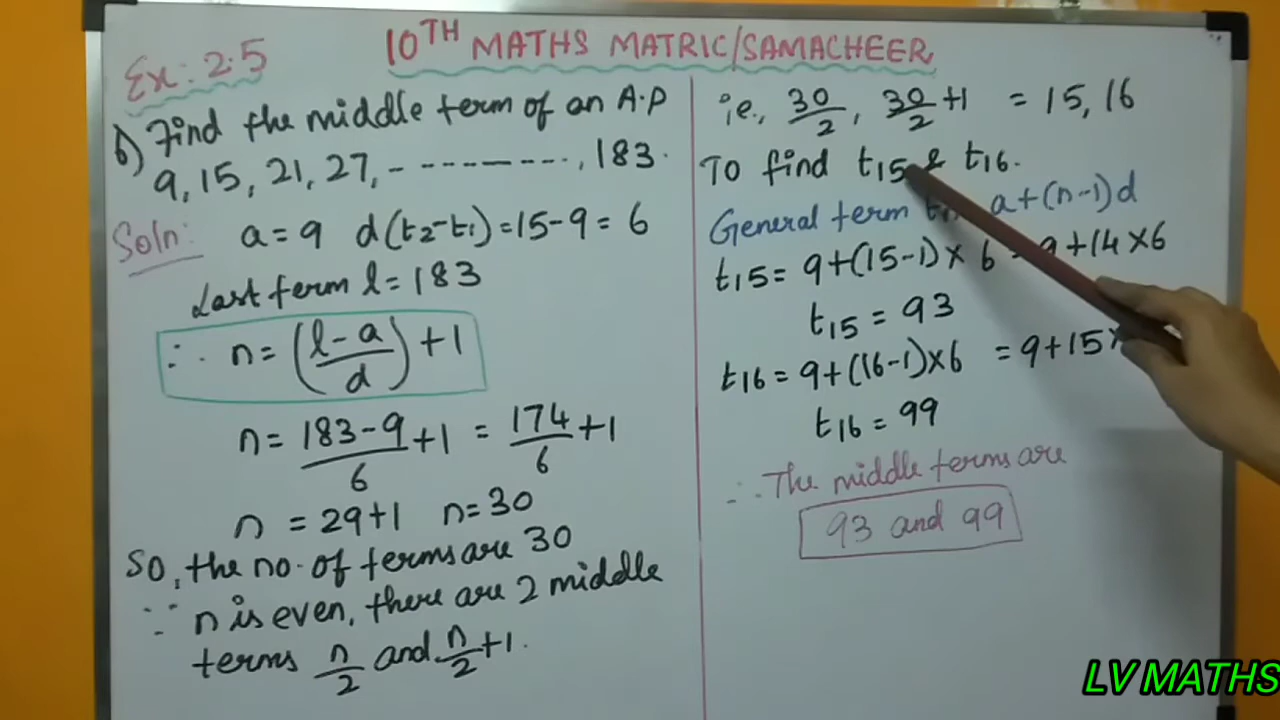 10TH MATHS MATRIC/SAMACHEER
Ex: 2.5
6) Find the middle term of an A.P
9, 15, 21, 27, - - - - - - - - - , 183.
Soln: a = 9 d(t2-t1) = 15-9 = 6
Last term l = 183
∴ n = (l-a/d) + 1
n = 183-9/6 + 1 = 174/6 + 1
n = 29+1 n = 30
So, the no. of terms are 30
∵ n is even, there are 2 middle
terms n/2 and n/2 + 1.
i.e., 30/2, 30/2 + 1 = 15, 16
To find t15 & t16.
General term a+(n-1)d
t15 = 9+(15-1)×6 = 9+14×6
t15 = 93
t16 = 9+(16-1)×6 = 9+15×
t16 = 99
∴ The middle terms are
93 and 99
LV MATHS